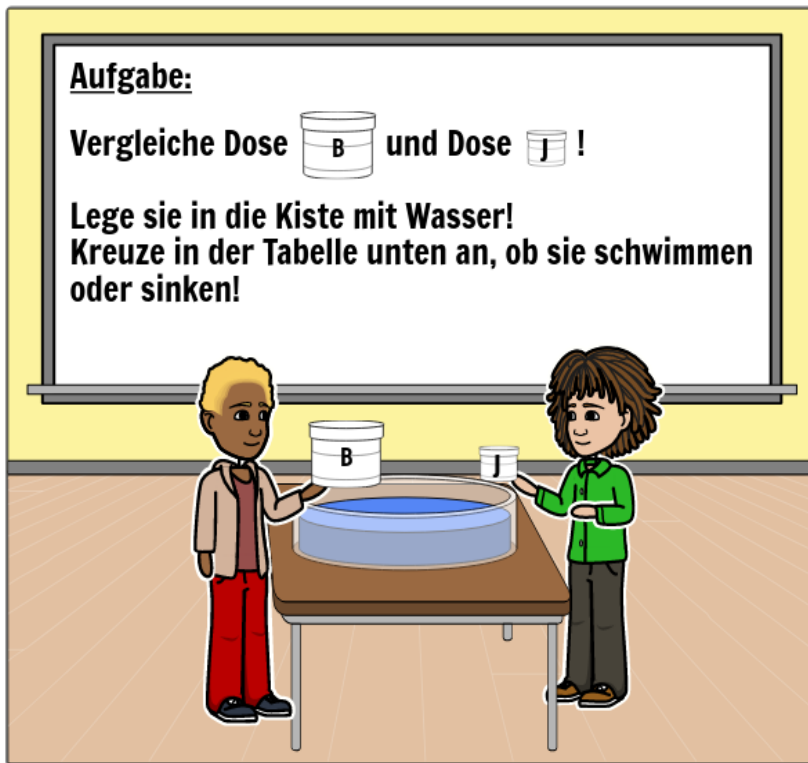 Aufgabe:
Vergleiche Dose B und Dose J !
Lege sie in die Kiste mit Wasser!
Kreuze in der Tabelle unten an, ob sie schwimmen
oder sinken!
B
J